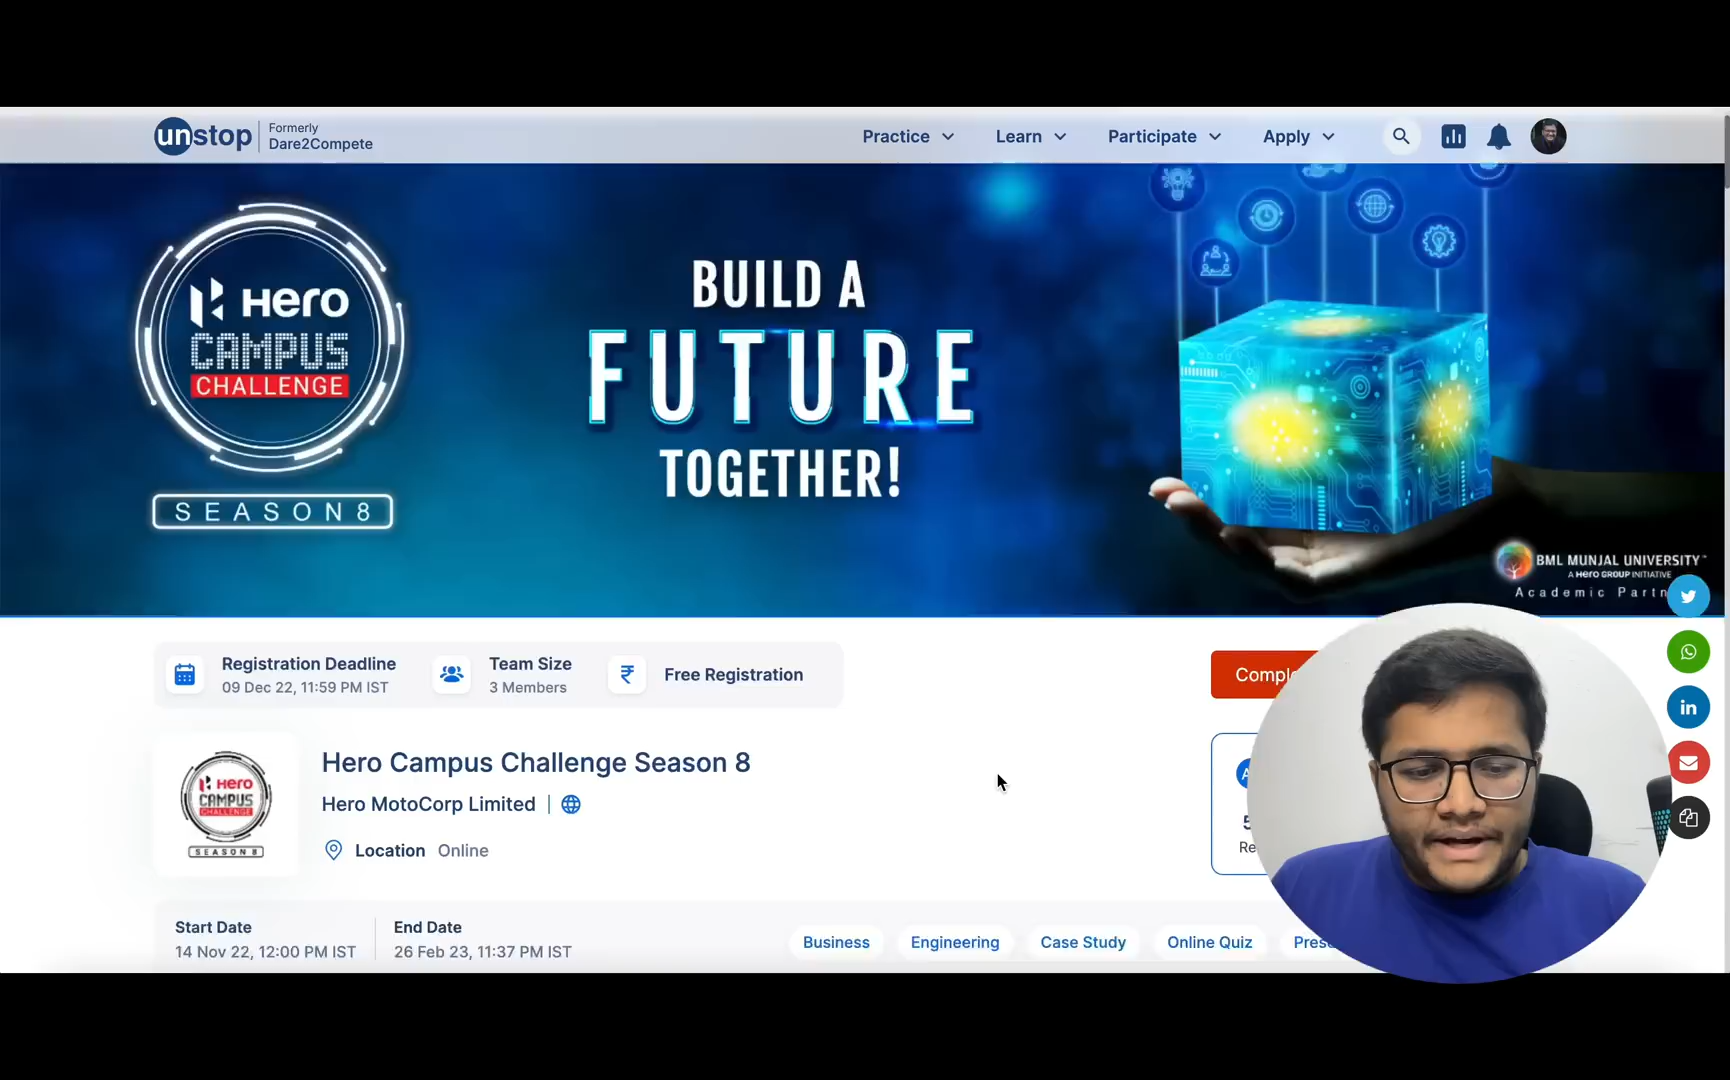 unstop
Formerly
Dare2Compete
Practice
Learn
Participate
Apply
Hero
CAMPUS
CHALLENGE
SEASON 8
BUILD A
FUTURE
TOGETHER!
BML MUNJAL UNIVERSITY™
A HERO GROUP INITIATIVE
Academic
Registration Deadline
09 Dec 22, 11:59 PM IST
Team Size
3 Members
₹
Free Registration
Hero
CAMPUS
CHALLENGE
SEASON 8
Hero Campus Challenge Season 8
Hero MotoCorp Limited
Location Online
in
Start Date
14 Nov 22, 12:00 PM IST
End Date
26 Feb 23, 11:37 PM IST
Business
Engineering
Case Study
Online Quiz